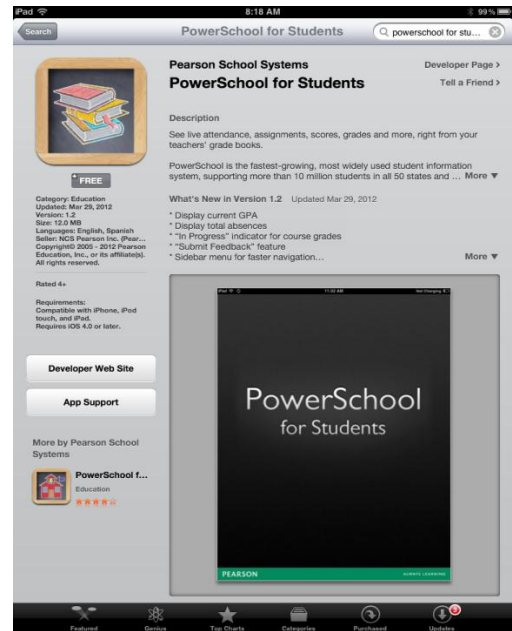 iPad 8:18 AM 99%
Search PowerSchool for Students powerschool for stu...
Pearson School Systems
PowerSchool for Students
Developer Page >
Tell a Friend >
Description
See live attendance, assignments, scores, grades and more, right from your
teachers' grade books.
PowerSchool is the fastest-growing, most widely used student information
system, supporting more than 10 million students in all 50 states and ... More ▼
What's New in Version 1.2 Updated Mar 29, 2012
* Display current GPA
* Display total absences
* "In Progress" indicator for course grades
* "Submit Feedback" feature
* Sidebar menu for faster navigation... More ▼
FREE
Category: Education
Updated: Mar 29, 2012
Version: 1.2
Size: 12.0 MB
Languages: English, Spanish
Seller: NCS Pearson Inc. (Pear...
Copyright© 2005 - 2012 Pearson
Education, Inc., or its affiliate(s).
All rights reserved.
Rated 4+
Requirements:
Compatible with iPhone, iPod
touch, and iPad.
Requires iOS 4.0 or later.
Developer Web Site
App Support
More by Pearson School
Systems
PowerSchool f...
Education
iPad 11:02 AM Not Charging
PowerSchool
for Students
PEARSON ALWAYS LEARNING
Featured Genius Top Charts Categories Purchased Updates